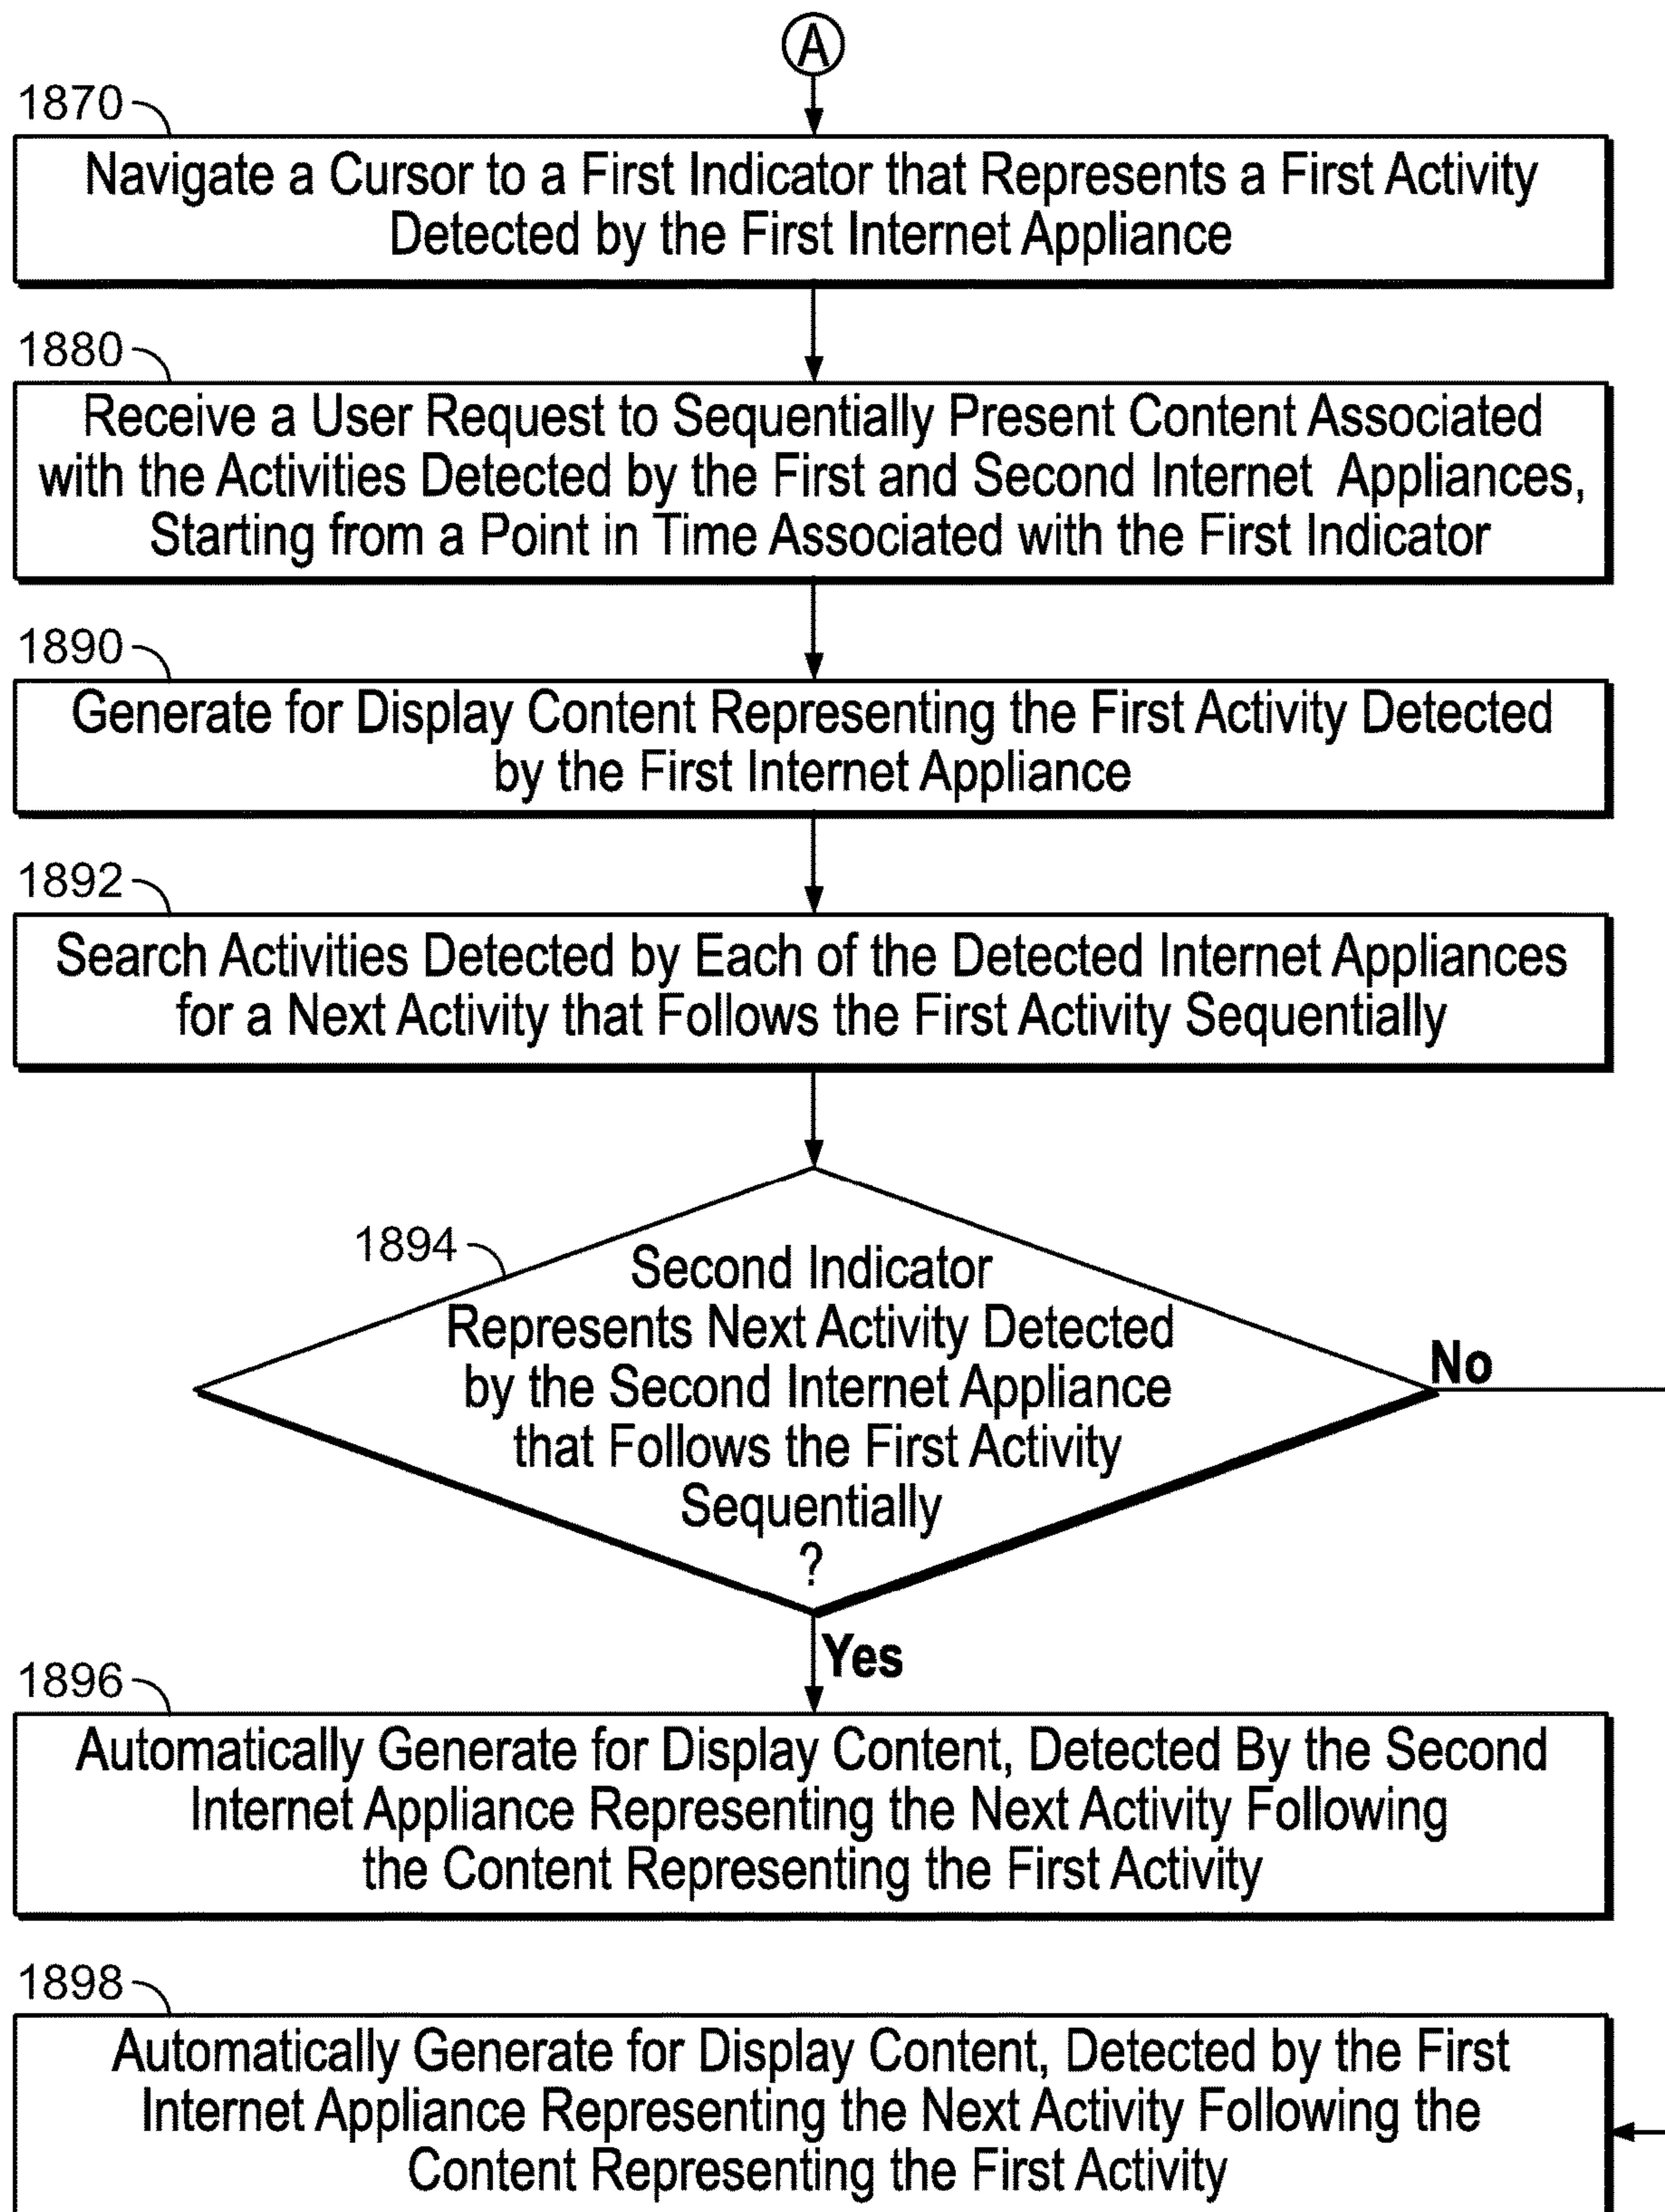 A
1870
Navigate a Cursor to a First Indicator that Represents a First Activity
Detected by the First Internet Appliance
1880
Receive a User Request to Sequentially Present Content Associated
with the Activities Detected by the First and Second Internet Appliances,
Starting from a Point in Time Associated with the First Indicator
1890
Generate for Display Content Representing the First Activity Detected
by the First Internet Appliance
1892
Search Activities Detected by Each of the Detected Internet Appliances
for a Next Activity that Follows the First Activity Sequentially
1894
Second Indicator
Represents Next Activity Detected
by the Second Internet Appliance
that Follows the First Activity
Sequentially
?
No
Yes
1896
Automatically Generate for Display Content, Detected By the Second
Internet Appliance Representing the Next Activity Following
the Content Representing the First Activity
1898
Automatically Generate for Display Content, Detected by the First
Internet Appliance Representing the Next Activity Following the
Content Representing the First Activity